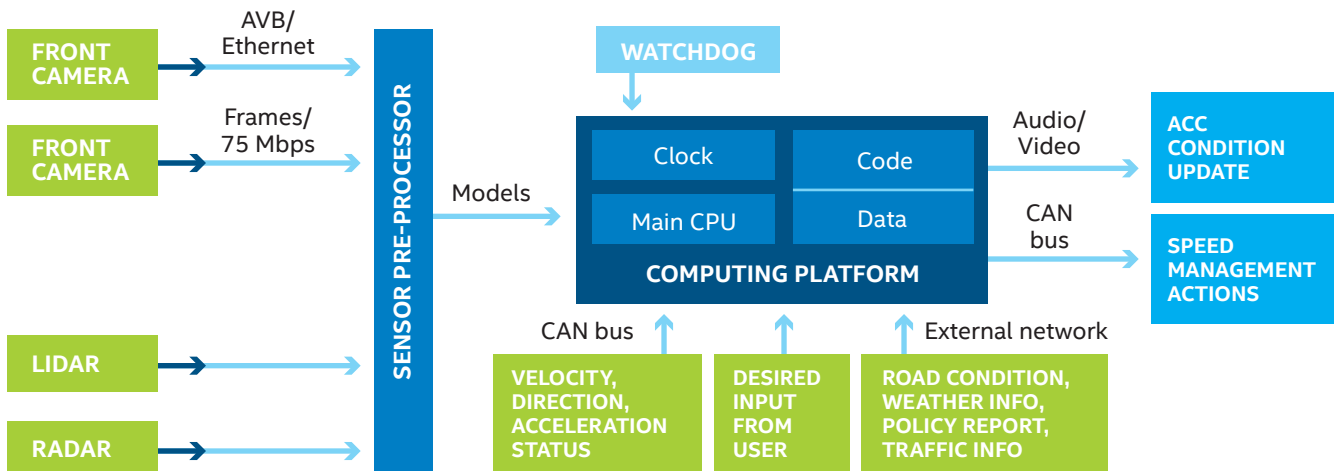 FRONT
CAMERA
AVB/
Ethernet
FRONT
CAMERA
Frames/
75 Mbps
LIDAR
RADAR
SENSOR PRE-PROCESSOR
Models
WATCHDOG
Clock
Main CPU
Code
Data
COMPUTING PLATFORM
CAN bus
External network
VELOCITY,
DIRECTION,
ACCELERATION
STATUS
DESIRED
INPUT
FROM
USER
ROAD CONDITION,
WEATHER INFO,
POLICY REPORT,
TRAFFIC INFO
Audio/
Video
CAN
bus
ACC
CONDITION
UPDATE
SPEED
MANAGEMENT
ACTIONS